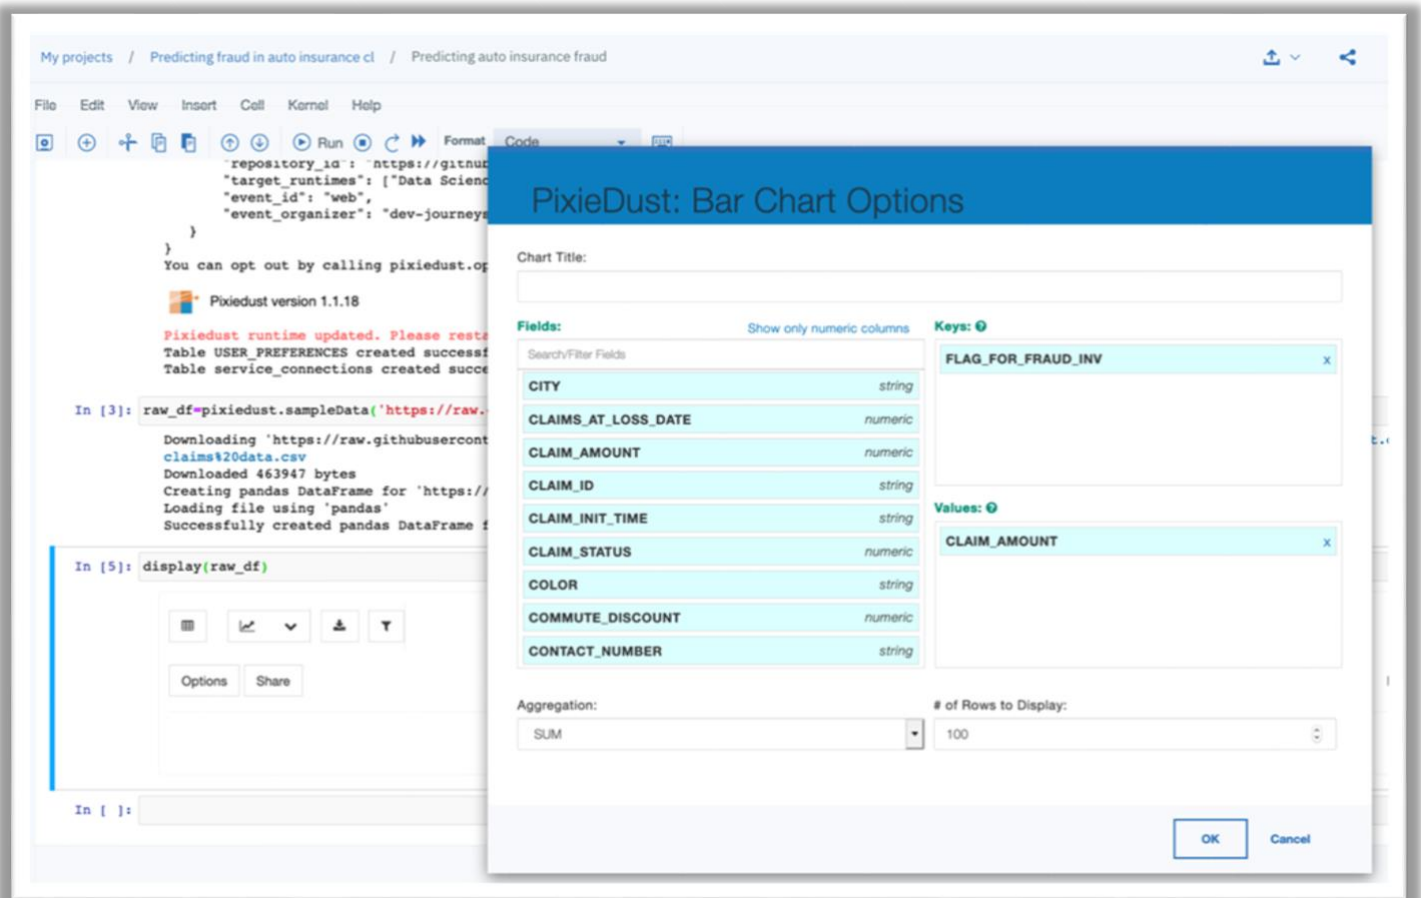 My projects / Predicting fraud in auto insurance cl / Predicting auto insurance fraud
File Edit View Insert Cell Kernel Help
Run Format Code
"repository_id": "https://github
"target_runtimes": ["Data Scienc
"event_id": "web",
"event_organizer": "dev-journeys
}
}
You can opt out by calling pixiedust.op
Pixiedust version 1.1.18
Pixiedust runtime updated. Please resta
Table USER_PREFERENCES created successf
Table service_connections created succe
In [3]: raw_df=pixiedust.sampleData('https://raw.
Downloading 'https://raw.githubusercont
claims%20data.csv
Downloaded 463947 bytes
Creating pandas DataFrame for 'https://
Loading file using 'pandas'
Successfully created pandas DataFrame f
In [5]: display(raw_df)
Options Share
In [ ]:
PixieDust: Bar Chart Options
Chart Title:
Fields: Show only numeric columns
Search/Filter Fields
CITY string
CLAIMS_AT_LOSS_DATE numeric
CLAIM_AMOUNT numeric
CLAIM_ID string
CLAIM_INIT_TIME string
CLAIM_STATUS numeric
COLOR string
COMMUTE_DISCOUNT numeric
CONTACT_NUMBER string
Keys:
FLAG_FOR_FRAUD_INV x
Values:
CLAIM_AMOUNT x
Aggregation:
SUM
# of Rows to Display:
100
OK Cancel